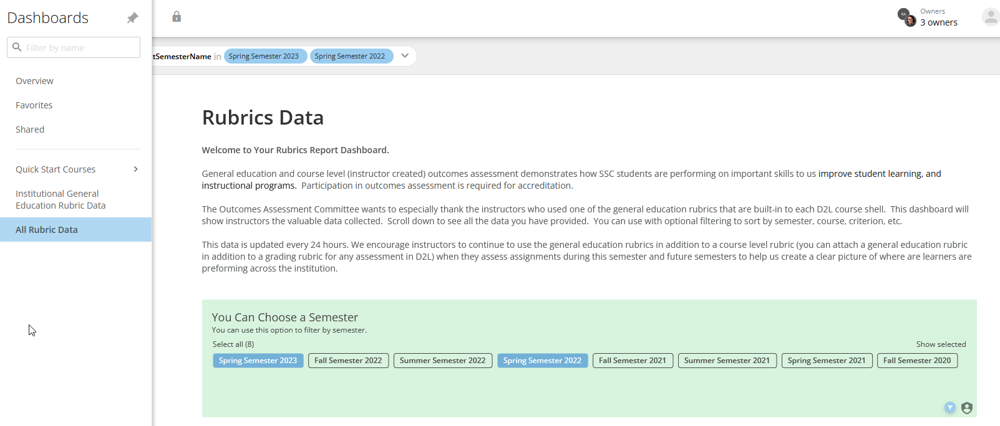 Dashboards
Filter by name
Overview
Favorites
Shared
Quick Start Courses
Institutional General
Education Rubric Data
All Rubric Data
RA
Owners
3 owners
tSemesterName in Spring Semester 2023 Spring Semester 2022
Rubrics Data
Welcome to Your Rubrics Report Dashboard.
General education and course level (instructor created) outcomes assessment demonstrates how SSC students are performing on important skills to us improve student learning, and
instructional programs. Participation in outcomes assessment is required for accreditation.
The Outcomes Assessment Committee wants to especially thank the instructors who used one of the general education rubrics that are built-in to each D2L course shell. This dashboard will
show instructors the valuable data collected. Scroll down to see all the data you have provided. You can use with optional filtering to sort by semester, course, criterion, etc.
This data is updated every 24 hours. We encourage instructors to continue to use the general education rubrics in addition to a course level rubric (you can attach a general education rubric
in addition to a grading rubric for any assessment in D2L) when they assess assignments during this semester and future semesters to help us create a clear picture of where are learners are
preforming across the institution.
You Can Choose a Semester
You can use this option to filter by semester.
Select all (8) Show selected
Spring Semester 2023 Fall Semester 2022 Summer Semester 2022 Spring Semester 2022 Fall Semester 2021 Summer Semester 2021 Spring Semester 2021 Fall Semester 2020